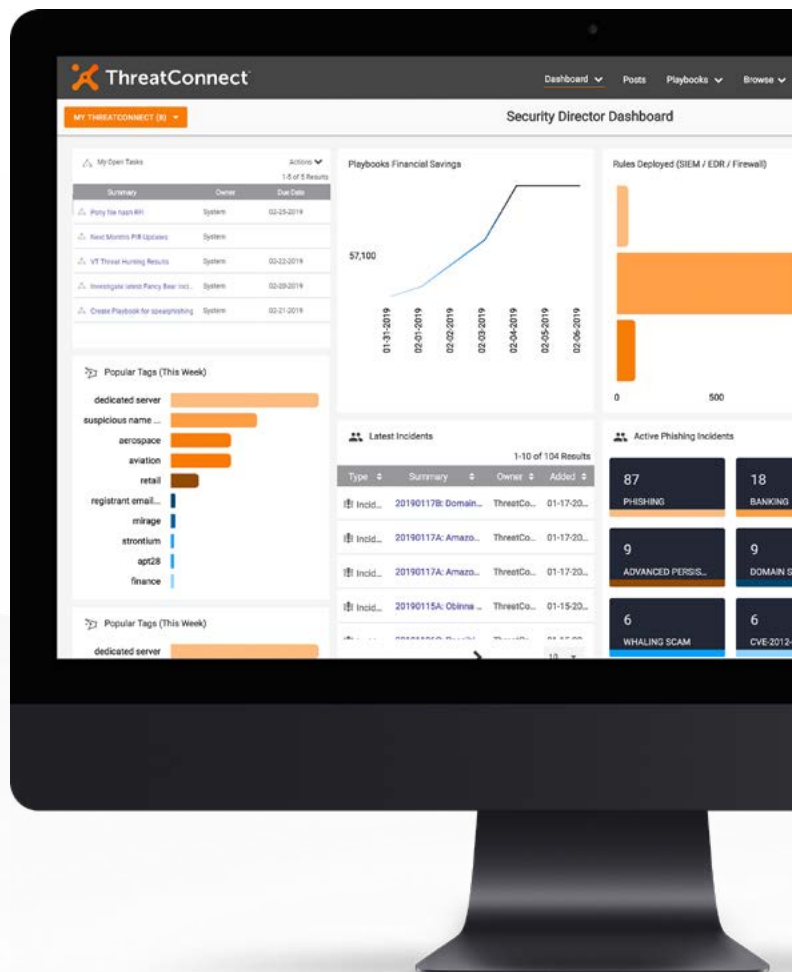 ThreatConnect
Dashboard Posts Playbooks Browse
MY THREATCONNECT (8)
Security Director Dashboard
My Open Tasks Actions
1-5 of 5 Results
Summary Owner Due Date
Pony file hash RFI System 02-25-2019
Next Months PIR Updates System
VT Threat Hunting Results System 02-22-2019
Investigate latest Fancy Bear Inci... System 02-20-2019
Create Playbook for spearphishing System 02-21-2019
Popular Tags (This Week)
dedicated server
suspicious name ...
aerospace
aviation
retail
registrant email...
mirage
strontium
apt28
finance
Popular Tags (This Week)
dedicated server
Playbooks Financial Savings
57,100
01-31-2019
02-01-2019
02-02-2019
02-03-2019
02-04-2019
02-05-2019
02-06-2019
Latest Incidents
1-10 of 104 Results
Type Summary Owner Added
Incid... 20190117B: Domain... ThreatCo... 01-17-20...
Incid... 20190117A: Amazo... ThreatCo... 01-17-20...
Incid... 20190117A: Amazo... ThreatCo... 01-17-20...
Incid... 20190115A: Obinna ... ThreatCo... 01-15-20...
10
Rules Deployed (SIEM / EDR / Firewall)
0 500
Active Phishing Incidents
87
PHISHING
18
BANKING
9
ADVANCED PERSIS...
9
DOMAIN S
6
WHALING SCAM
6
CVE-2012-